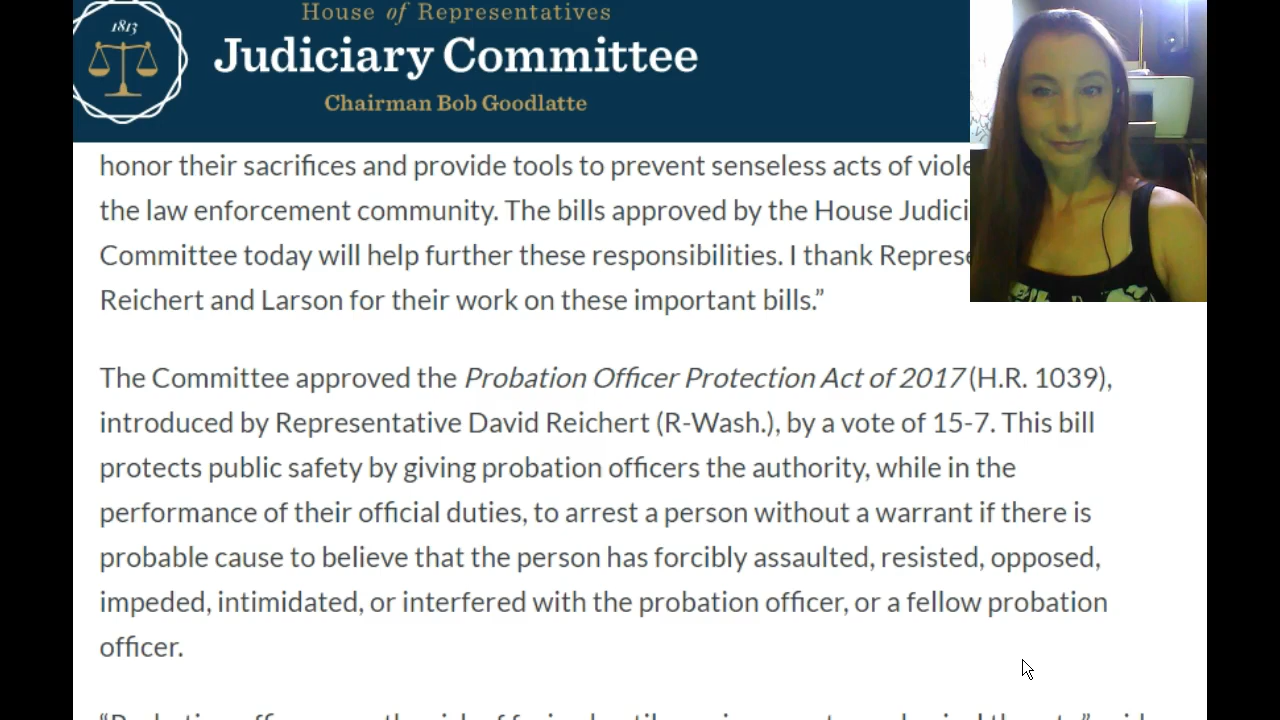 House of Representatives
1813
Judiciary Committee
Chairman Bob Goodlatte
honor their sacrifices and provide tools to prevent senseless acts of
the law enforcement community. The bills approved by the House
Committee today will help further these responsibilities. I thank
Reichert and Larson for their work on these important bills.”
The Committee approved the Probation Officer Protection Act of 2017 (H.R. 1039),
introduced by Representative David Reichert (R-Wash.), by a vote of 15-7. This bill
protects public safety by giving probation officers the authority, while in the
performance of their official duties, to arrest a person without a warrant if there is
probable cause to believe that the person has forcibly assaulted, resisted, opposed,
impeded, intimidated, or interfered with the probation officer, or a fellow probation
officer.